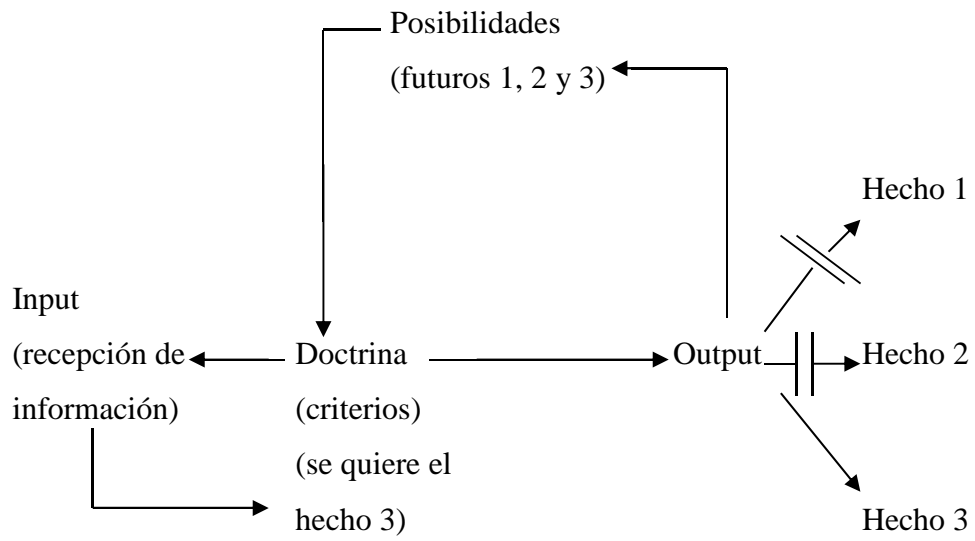 Posibilidades
(futuros 1, 2 y 3)
Hecho 1
Input
(recepción de
información)
Doctrina
(criterios)
(se quiere el
hecho 3)
Output
Hecho 2
Hecho 3